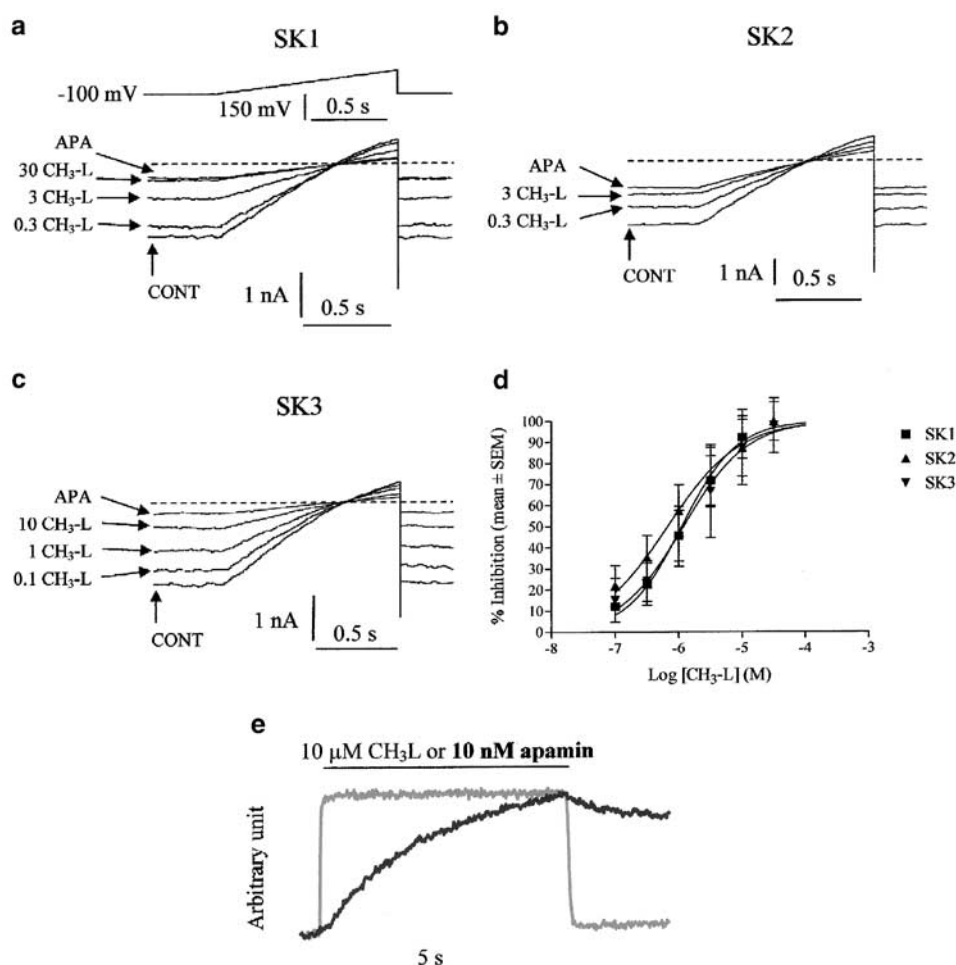 a
SK1
-100 mV
150 mV
0.5 s
APA
30 CH₃-L
3 CH₃-L
0.3 CH₃-L
CONT
1 nA
0.5 s
b
SK2
APA
3 CH₃-L
0.3 CH₃-L
CONT
1 nA
0.5 s
c
SK3
APA
10 CH₃-L
1 CH₃-L
0.1 CH₃-L
CONT
1 nA
0.5 s
d
% Inhibition (mean ± SEM)
100
90
80
70
60
50
40
30
20
10
0
-8
-7
-6
-5
-4
-3
Log [CH₃-L] (M)
SK1
SK2
SK3
e
10 μM CH₃L or 10 nM apamin
Arbitrary unit
5 s